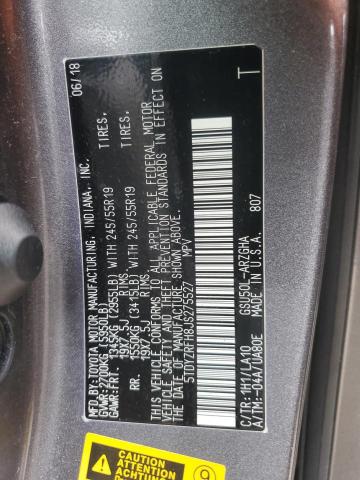 MFD. BY:TOYOTA MOTOR MANUFACTURING, INDIANA, INC. 06/18
GVWR:2700KG(5950LB)
GAWR:FRT. 1345KG(2955LB)WITH 245/55R19 TIRES,
19X7.5J RIMS,
RR. 1550KG(3415LB)WITH 245/55R19 TIRES,
19X7.5J RIMS,
THIS VEHICLE CONFORMS TO ALL APPLICABLE FEDERAL MOTOR
VEHICLE SAFETY AND THEFT PREVENTION STANDARDS IN EFFECT
ON THE DATE OF MANUFACTURE SHOWN ABOVE.
5TDYZRFH8JS275527 MPV
C/TR:1H1/LA10 GSU50L-ARZGHA
A/TM:-04A/UA80E MADE IN U.S.A. 807
T
CAUTION
ATTENTION
ACHTUNG